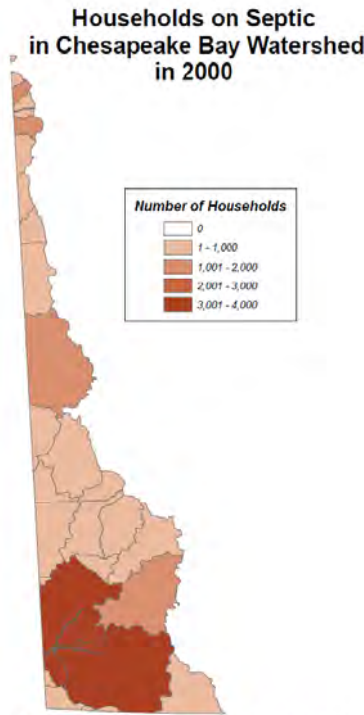 Households on Septic
in Chesapeake Bay Watershed
in 2000
Number of Households
0
1 - 1,000
1,001 - 2,000
2,001 - 3,000
3,001 - 4,000